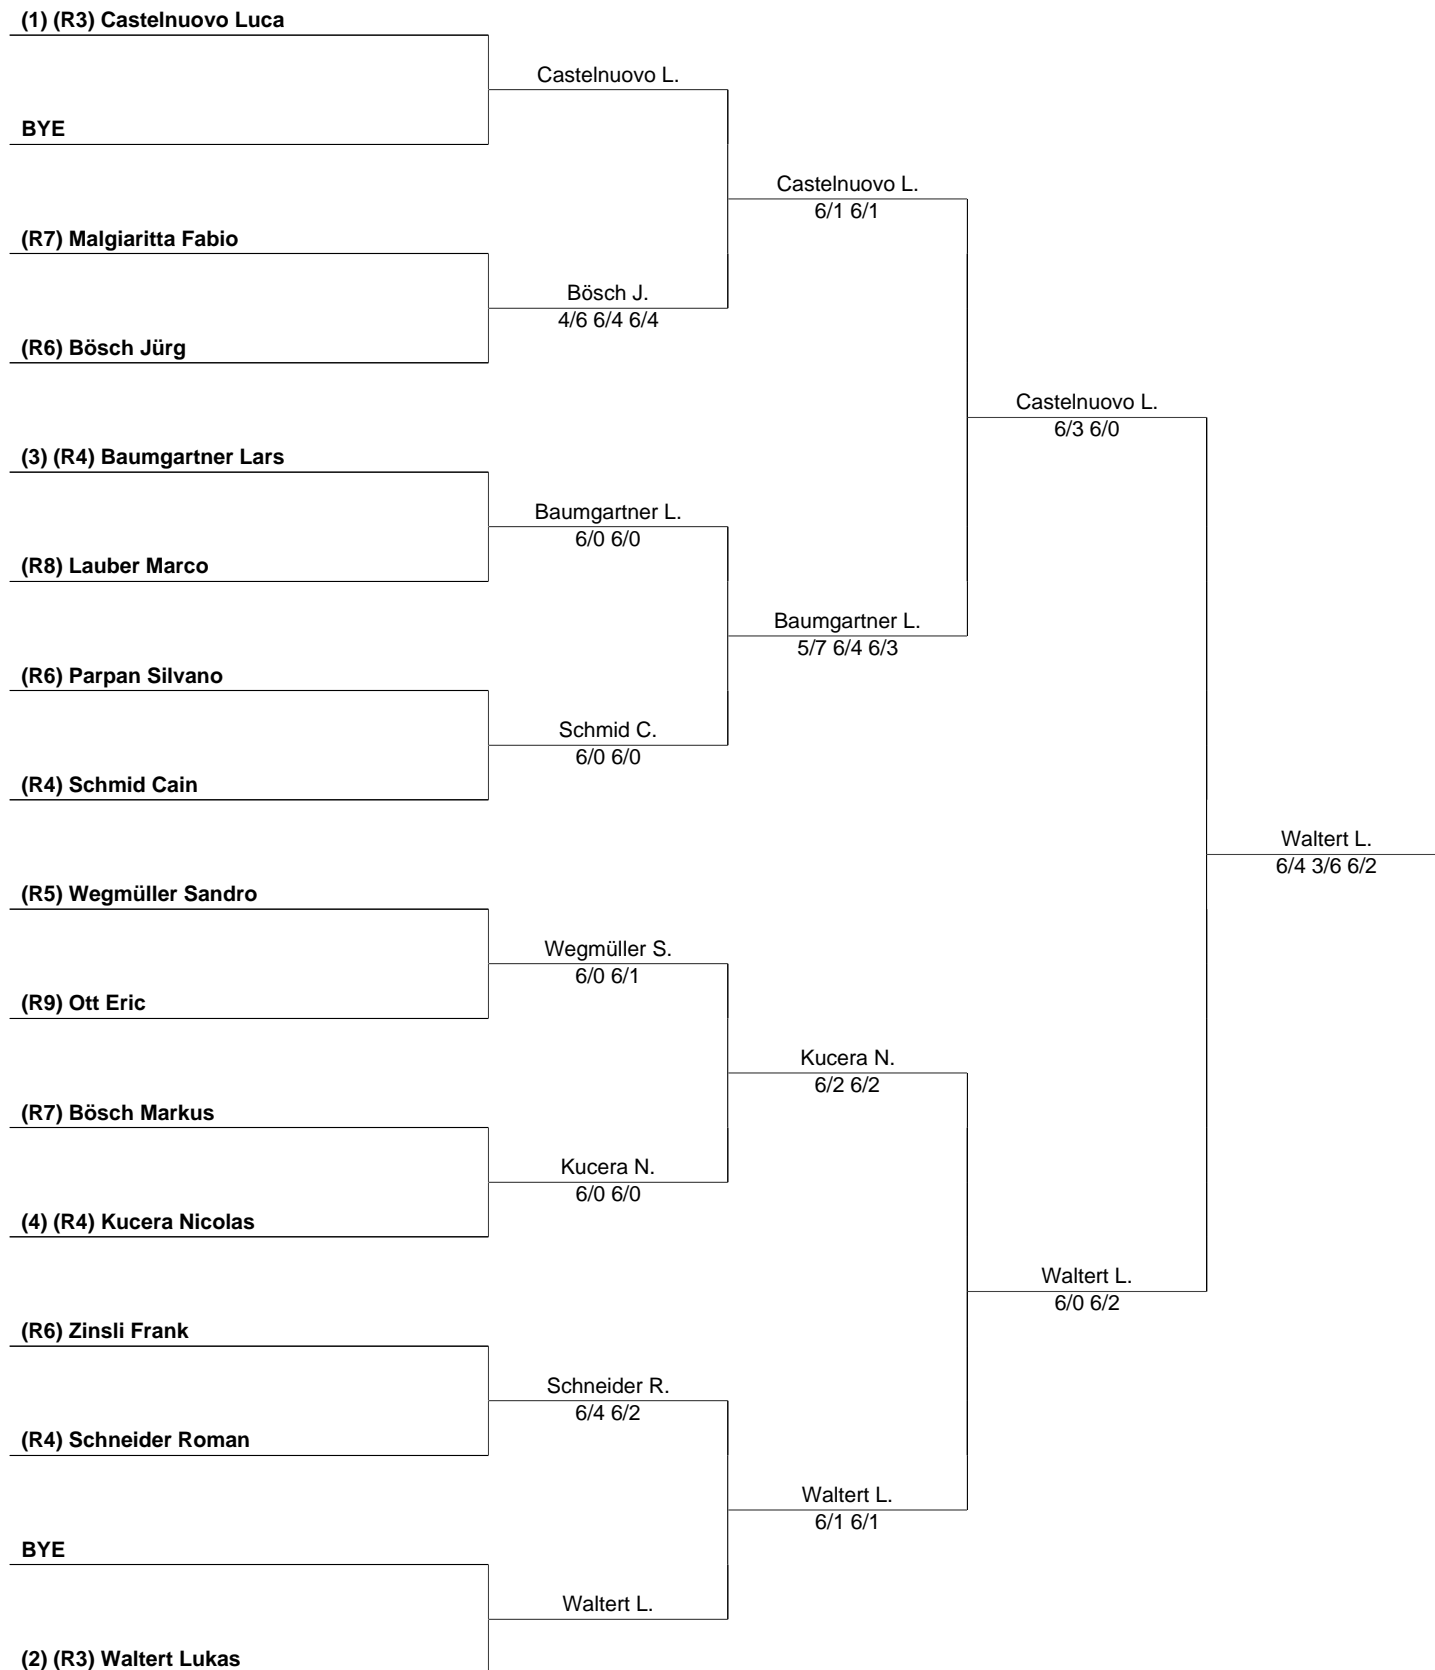 (1) (R3) Castelnuovo Luca
Castelnuovo L.
BYE
Castelnuovo L.
6/1 6/1
(R7) Malgiaritta Fabio
Bösch J.
4/6 6/4 6/4
(R6) Bösch Jürg
Castelnuovo L.
6/3 6/0
(3) (R4) Baumgartner Lars
Baumgartner L.
6/0 6/0
(R8) Lauber Marco
Baumgartner L.
5/7 6/4 6/3
(R6) Parpan Silvano
Schmid C.
6/0 6/0
(R4) Schmid Cain
Waltert L.
6/4 3/6 6/2
(R5) Wegmüller Sandro
Wegmüller S.
6/0 6/1
(R9) Ott Eric
Kucera N.
6/2 6/2
(R7) Bösch Markus
Kucera N.
6/0 6/0
(4) (R4) Kucera Nicolas
Waltert L.
6/0 6/2
(R6) Zinsli Frank
Schneider R.
6/4 6/2
(R4) Schneider Roman
Waltert L.
6/1 6/1
BYE
Waltert L.
(2) (R3) Waltert Lukas